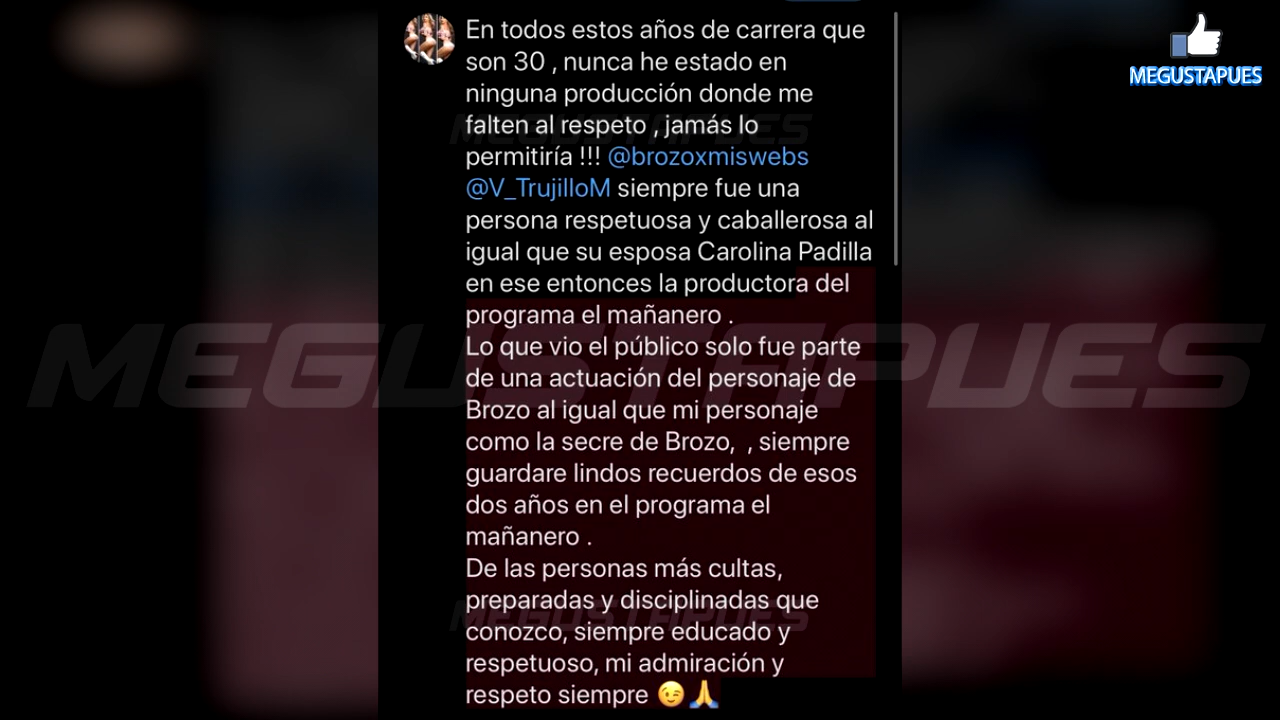 En todos estos años de carrera que
son 30 , nunca he estado en
ninguna producción donde me
falten al respeto , jamás lo
permitiría !!! @brozoxmiswebs
@V_TrujilloM siempre fue una
persona respetuosa y caballerosa al
igual que su esposa Carolina Padilla
en ese entonces la productora del
programa el mañanero .
Lo que vio el público solo fue parte
de una actuación del personaje de
Brozo al igual que mi personaje
como la secre de Brozo,  , siempre
guardare lindos recuerdos de esos
dos años en el programa el
mañanero .
De las personas más cultas,
preparadas y disciplinadas que
conozco, siempre educado y
respetuoso, mi admiración y
respeto siempre 😉🙏
MEGUSTAPUES
MEGUSTAPUES
MEGUSTAPUES
MEGUSTAPUES